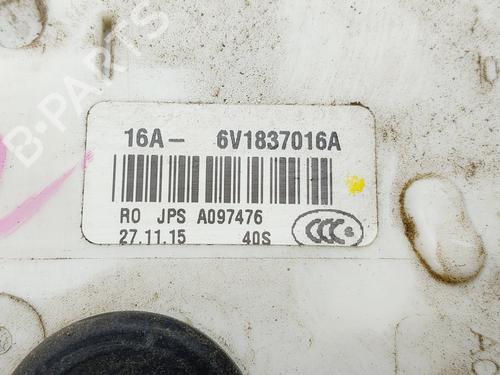 B-PARTS
16A- 6V1837016A
RO JPS A097476
27.11.15 40S
CCC